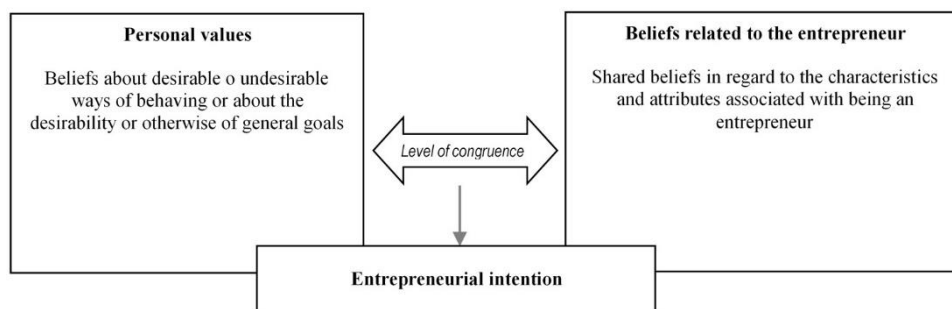 Personal values
Beliefs about desirable o undesirable
ways of behaving or about the
desirability or otherwise of general goals
Beliefs related to the entrepreneur
Shared beliefs in regard to the characteristics
and attributes associated with being an
entrepreneur
Level of congruence
Entrepreneurial intention